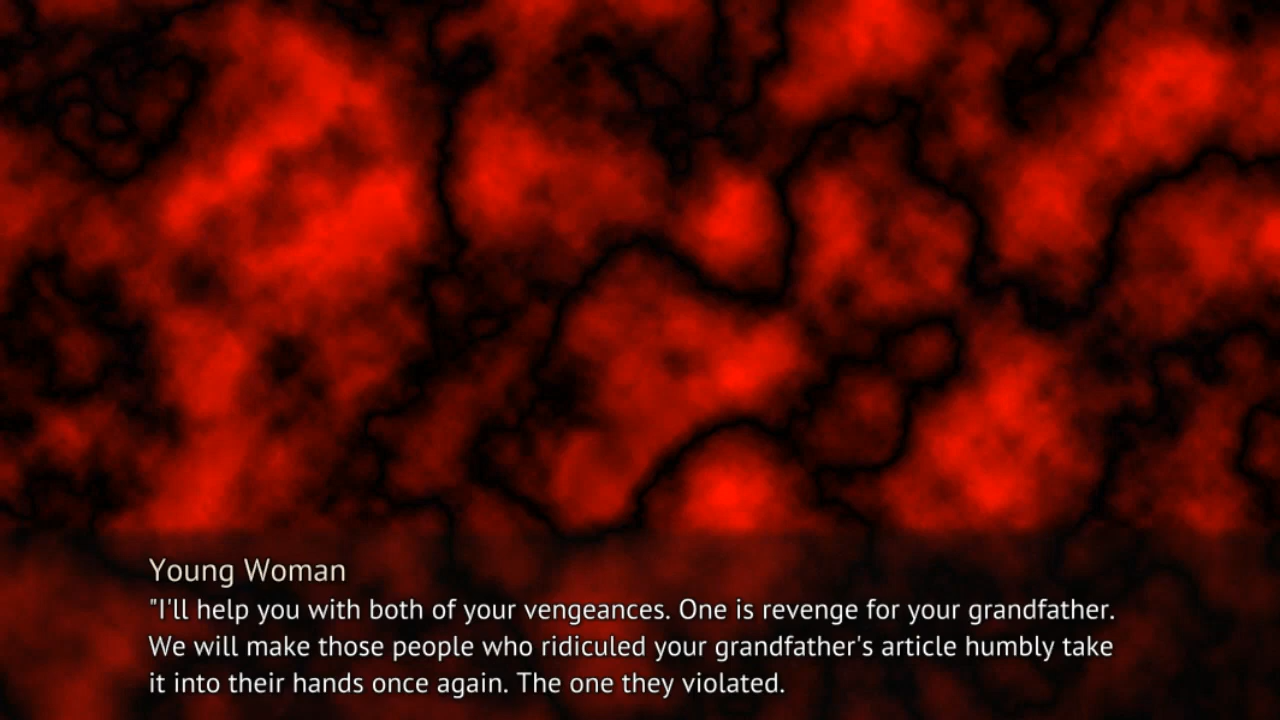 Young Woman
"I'll help you with both of your vengeances. One is revenge for your grandfather.
We will make those people who ridiculed your grandfather's article humbly take
it into their hands once again. The one they violated.